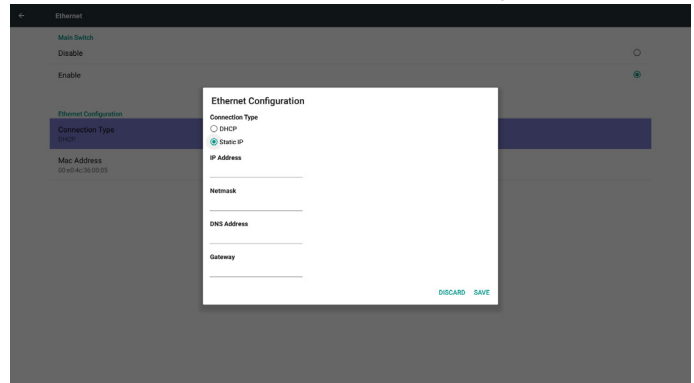 Ethernet
Main Switch
Disable
Enable
Ethernet Configuration
Connection Type
DHCP
Mac Address
00:e0:4c:36:00:05
Ethernet Configuration
Connection Type
DHCP
Static IP
IP Address
Netmask
DNS Address
Gateway
DISCARD SAVE